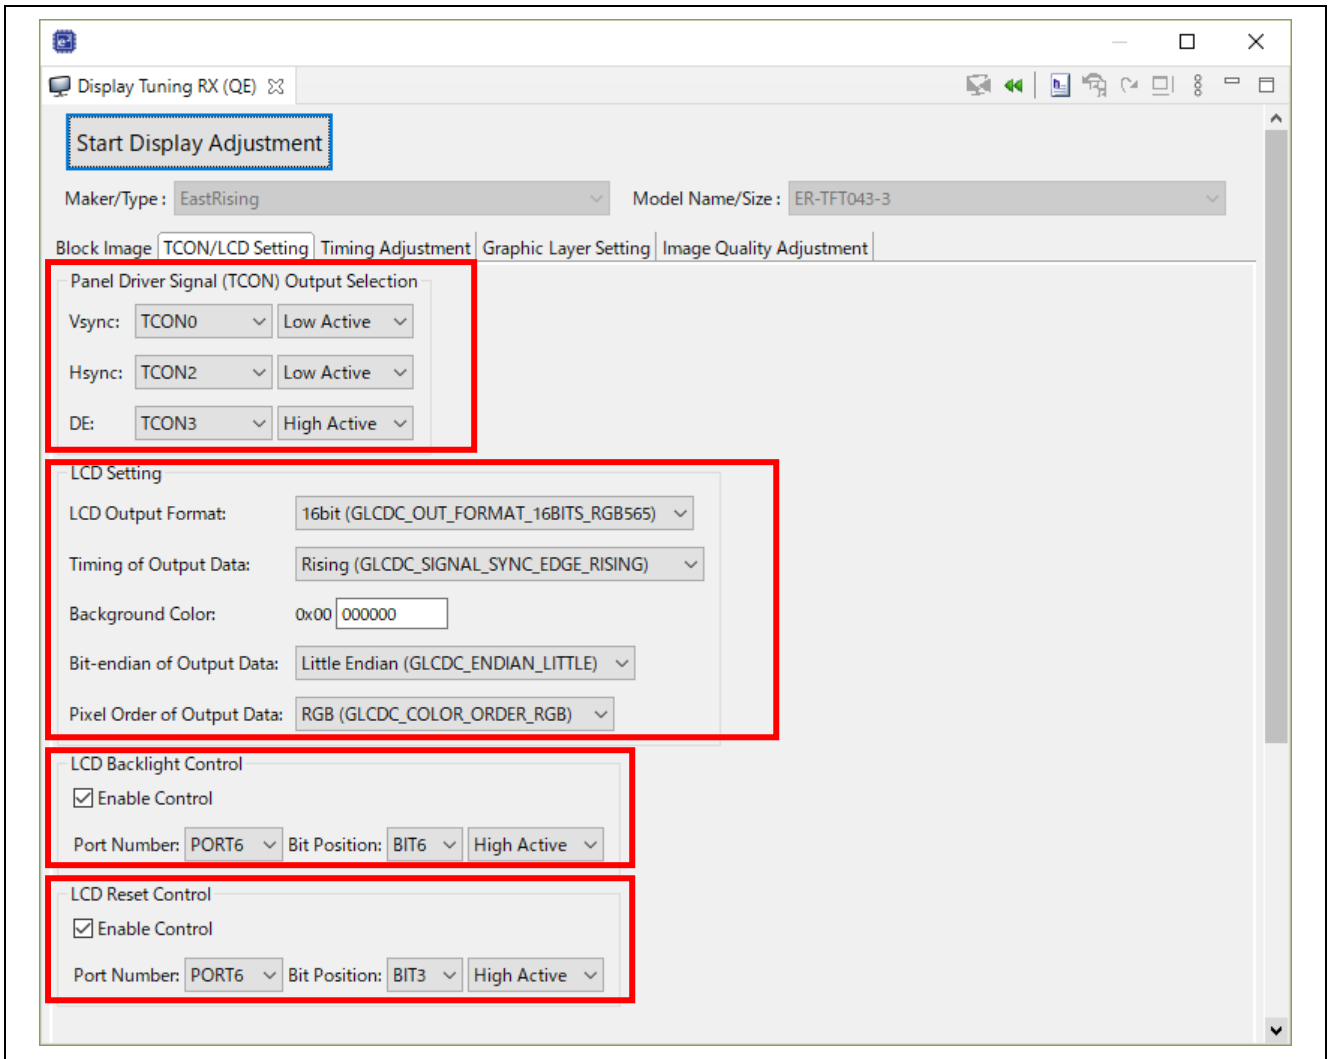 Display Tuning RX (QE)
Start Display Adjustment
Maker/Type : EastRising Model Name/Size : ER-TFT043-3
Block Image TCON/LCD Setting Timing Adjustment Graphic Layer Setting Image Quality Adjustment
Panel Driver Signal (TCON) Output Selection
Vsync: TCON0 Low Active
Hsync: TCON2 Low Active
DE: TCON3 High Active
LCD Setting
LCD Output Format: 16bit (GLCDC_OUT_FORMAT_16BITS_RGB565)
Timing of Output Data: Rising (GLCDC_SIGNAL_SYNC_EDGE_RISING)
Background Color: 0x00 000000
Bit-endian of Output Data: Little Endian (GLCDC_ENDIAN_LITTLE)
Pixel Order of Output Data: RGB (GLCDC_COLOR_ORDER_RGB)
LCD Backlight Control
Enable Control
Port Number: PORT6 Bit Position: BIT6 High Active
LCD Reset Control
Enable Control
Port Number: PORT6 Bit Position: BIT3 High Active